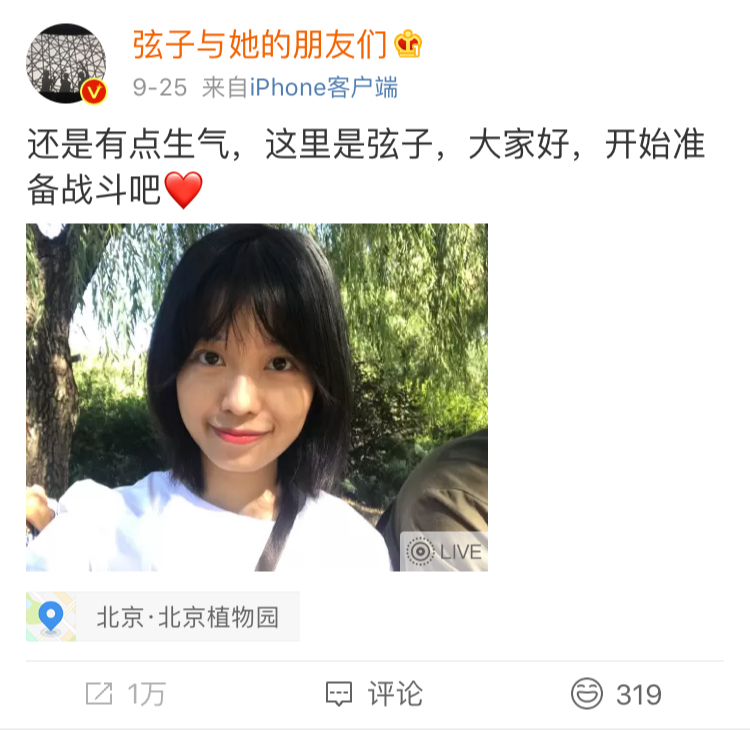 弦子与她的朋友们
9-25 来自iPhone客户端
还是有点生气，这里是弦子，大家好，开始准
备战斗吧❤️
LIVE
北京·北京植物园
1万 评论 319